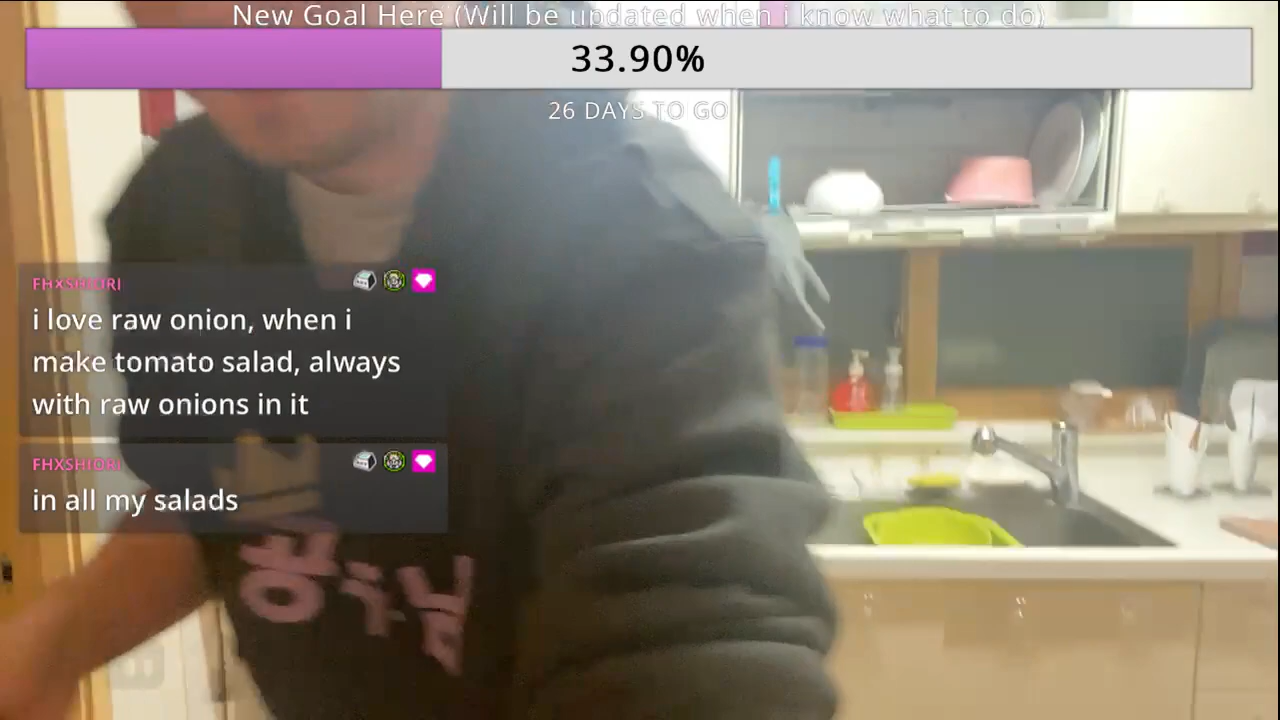 New Goal Here (Will be updated when i know what to do)
33.90%
26 DAYS TO GO
FHXSHIORI
i love raw onion, when i
make tomato salad, always
with raw onions in it
FHXSHIORI
in all my salads